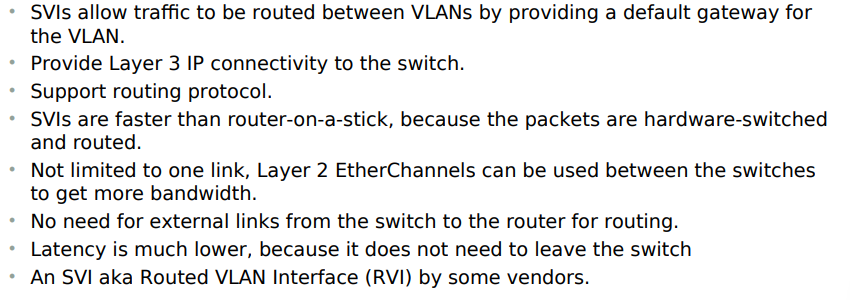 • SVIs allow traffic to be routed between VLANs by providing a default gateway for
the VLAN.
• Provide Layer 3 IP connectivity to the switch.
• Support routing protocol.
• SVIs are faster than router-on-a-stick, because the packets are hardware-switched
and routed.
• Not limited to one link, Layer 2 EtherChannels can be used between the switches
to get more bandwidth.
• No need for external links from the switch to the router for routing.
• Latency is much lower, because it does not need to leave the switch
• An SVI aka Routed VLAN Interface (RVI) by some vendors.